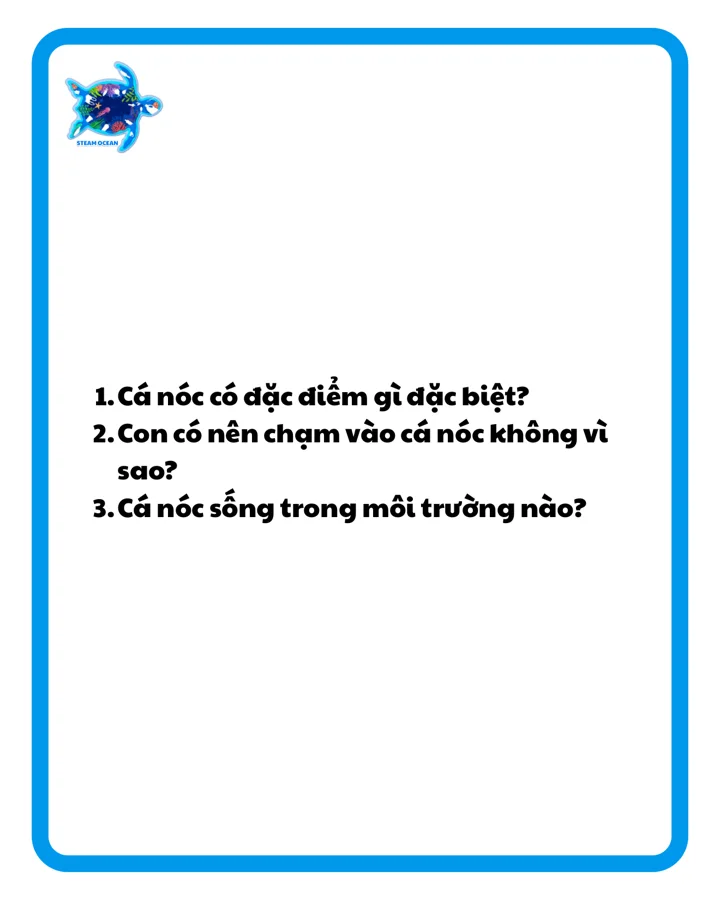 STEAM OCEAN
1. Cá nóc có đặc điểm gì đặc biệt?
2. Con có nên chạm vào cá nóc không vì
sao?
3. Cá nóc sống trong môi trường nào?